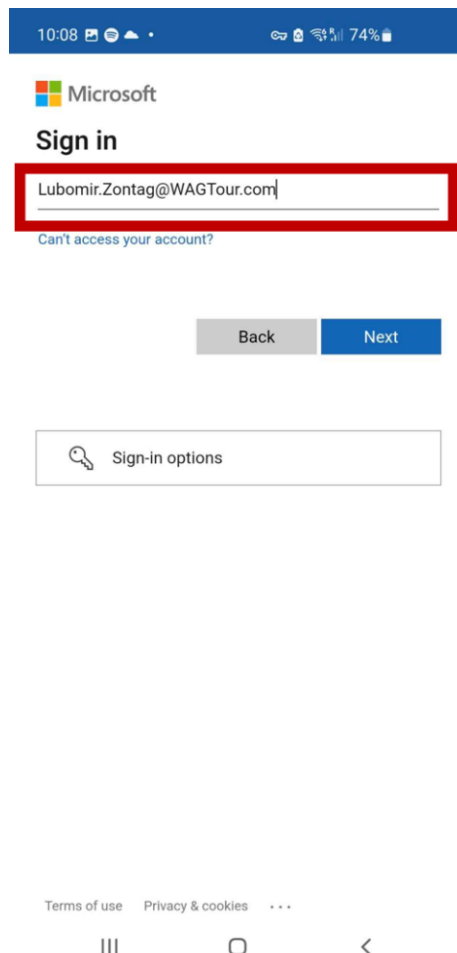 10:08 74%
Microsoft
Sign in
Lubomir.Zontag@WAGTour.com
Can't access your account?
Back Next
Sign-in options
Terms of use Privacy & cookies ...